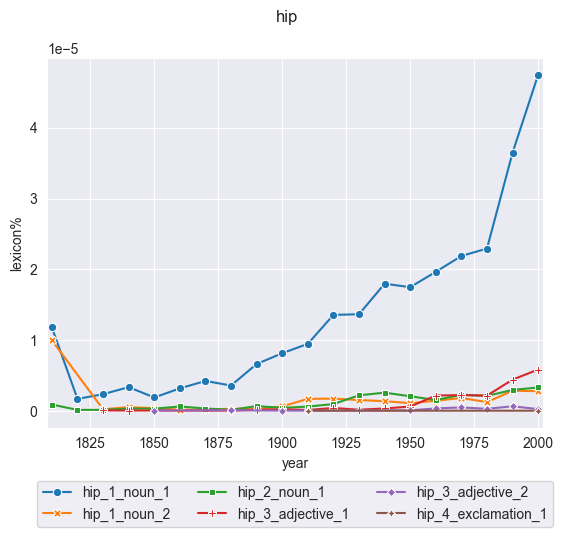 hip
1e−5
4
3
2
1
0
lexicon%
1825 1850 1875 1900 1925 1950 1975 2000
year
hip_1_noun_1 hip_2_noun_1 hip_3_adjective_2
hip_1_noun_2 hip_3_adjective_1 hip_4_exclamation_1